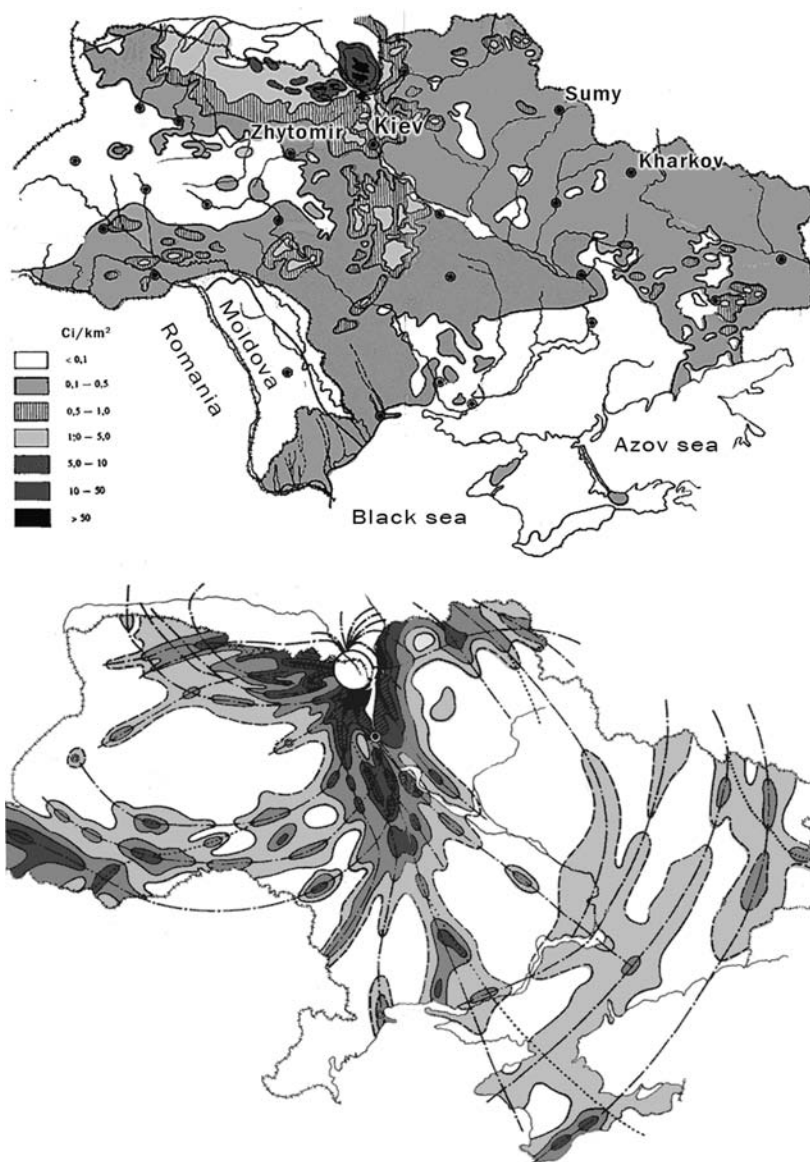 Sumy
Zhytomir
Kiev
Kharkov
Moldova
Romania
Ci/km²
< 0,1
0,1 – 0,5
0,5 – 1,0
1,0 – 5,0
5,0 – 10
10 – 50
> 50
Azov sea
Black sea